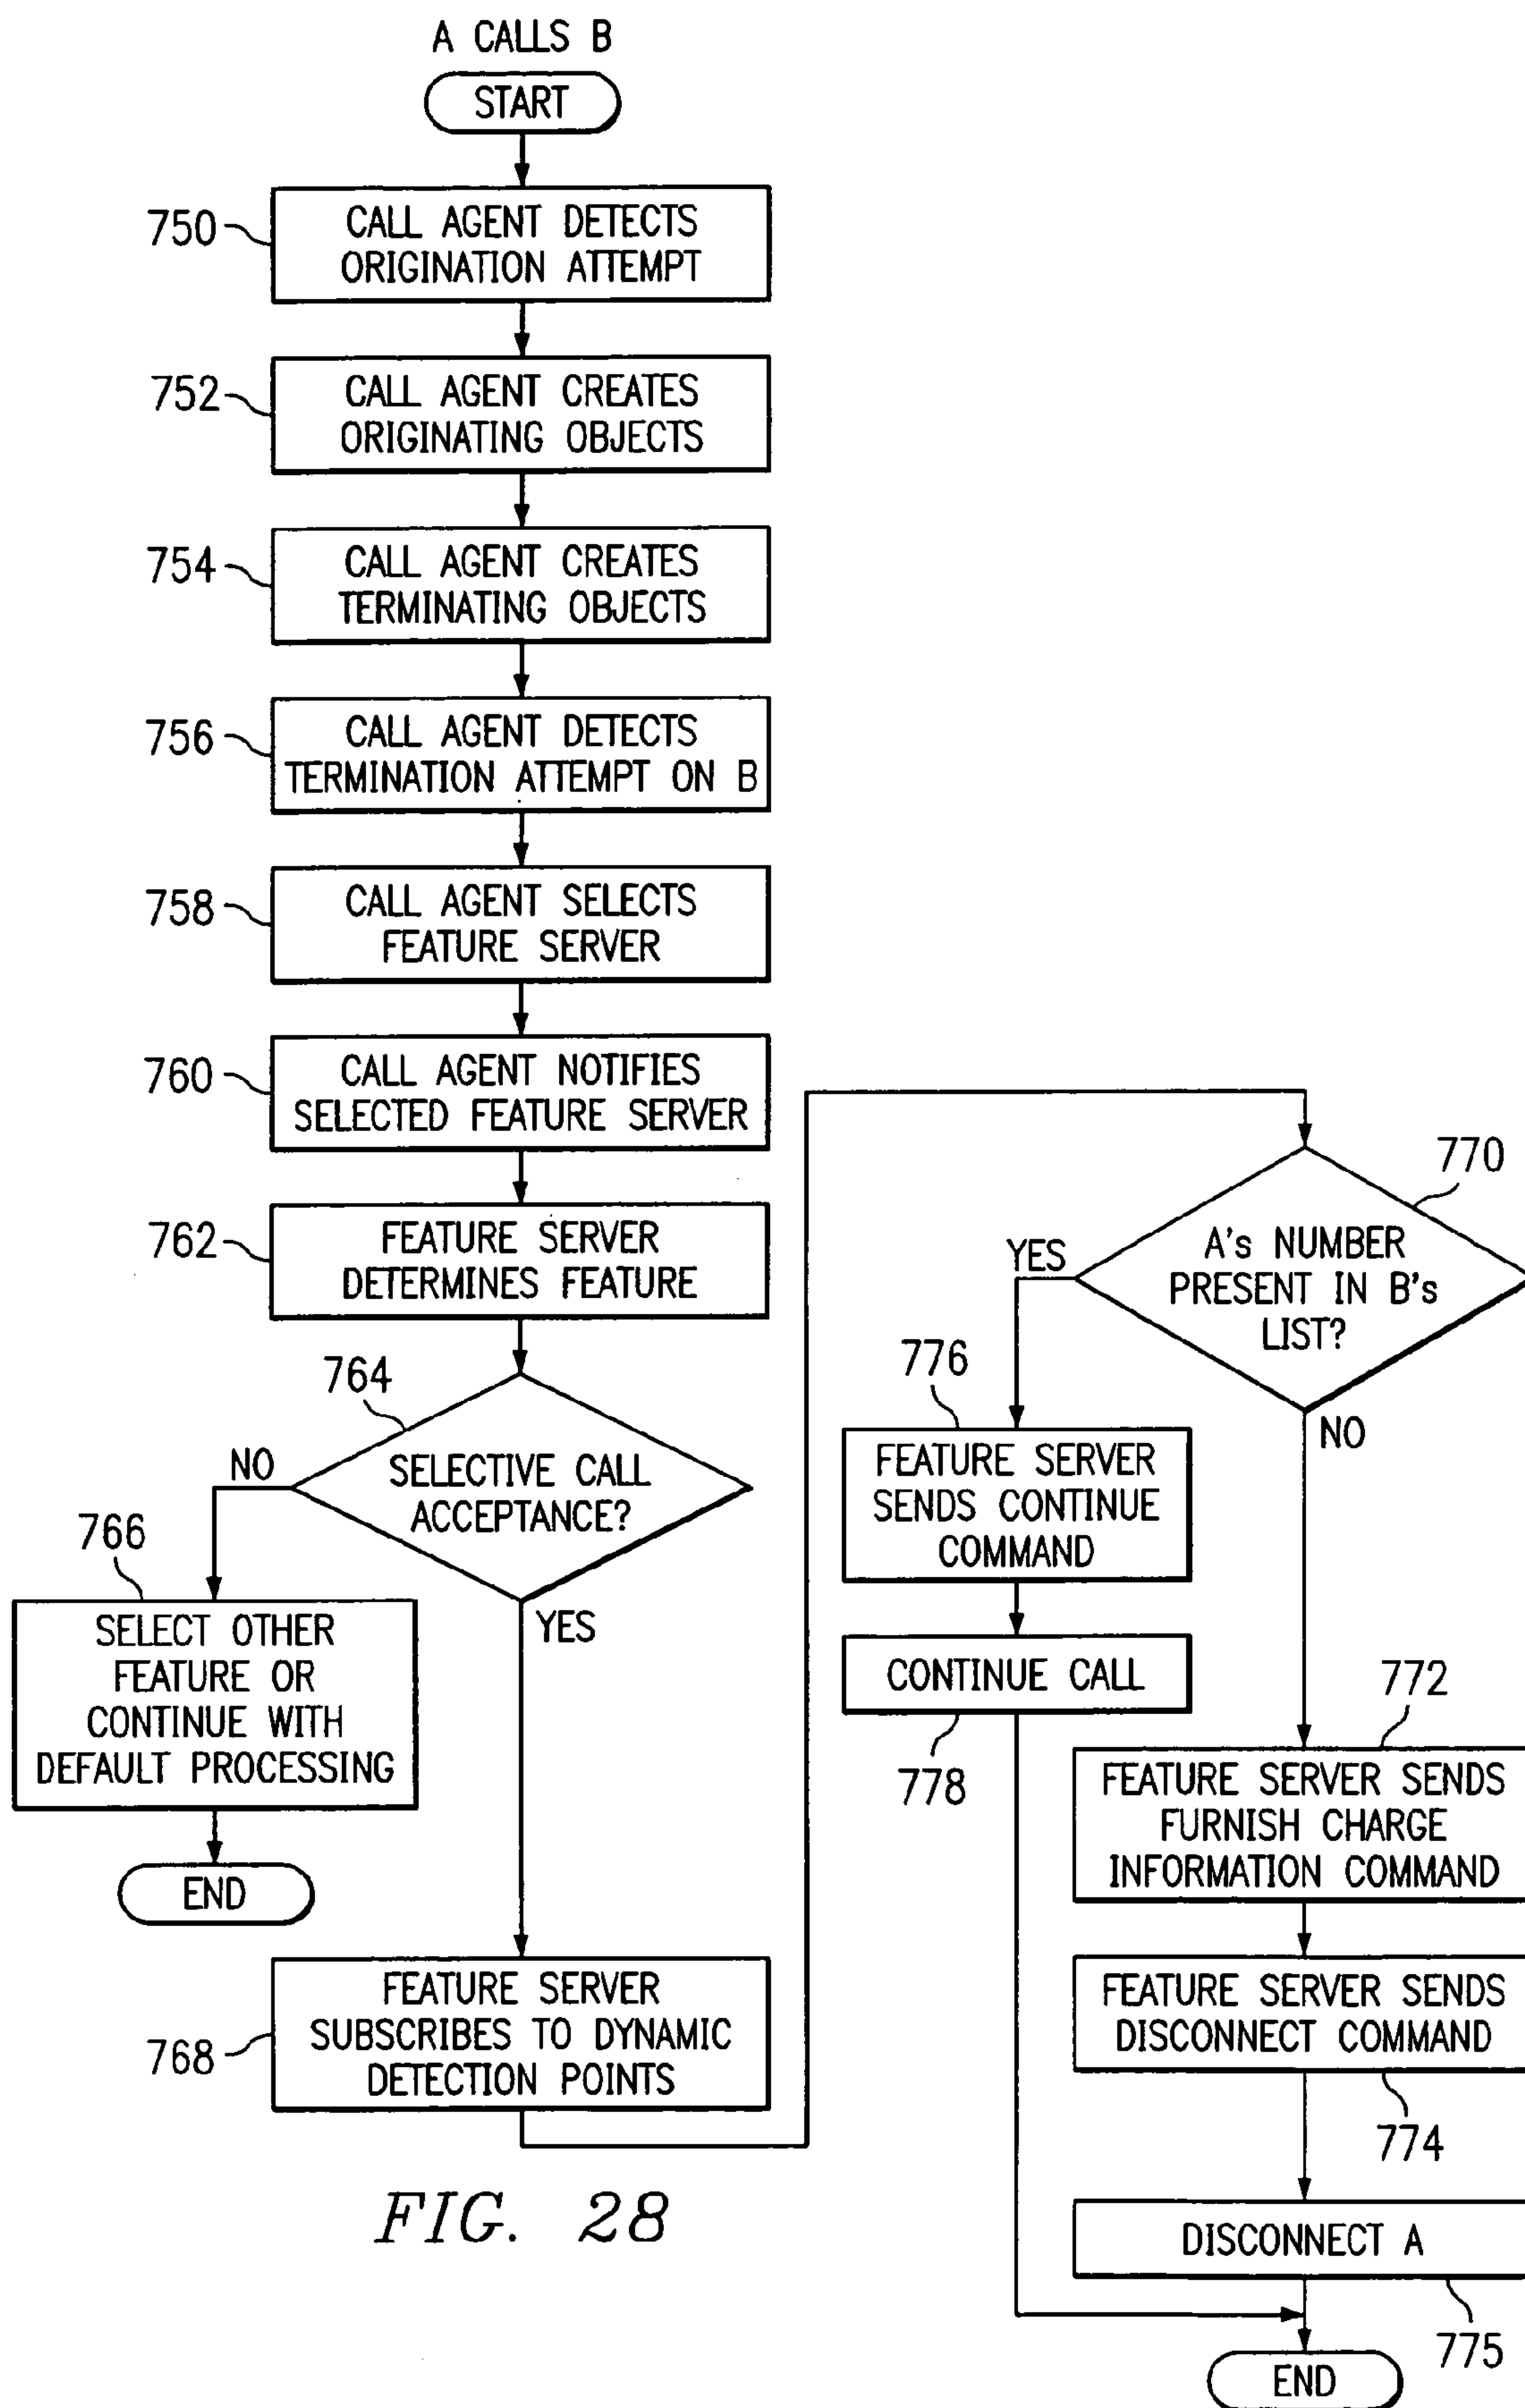 A CALLS B
START
750
CALL AGENT DETECTS
ORIGINATION ATTEMPT
752
CALL AGENT CREATES
ORIGINATING OBJECTS
754
CALL AGENT CREATES
TERMINATING OBJECTS
756
CALL AGENT DETECTS
TERMINATION ATTEMPT ON B
758
CALL AGENT SELECTS
FEATURE SERVER
760
CALL AGENT NOTIFIES
SELECTED FEATURE SERVER
762
FEATURE SERVER
DETERMINES FEATURE
764
SELECTIVE CALL
ACCEPTANCE?
NO
766
SELECT OTHER
FEATURE OR
CONTINUE WITH
DEFAULT PROCESSING
END
YES
768
FEATURE SERVER
SUBSCRIBES TO DYNAMIC
DETECTION POINTS
770
A's NUMBER
PRESENT IN B's
LIST?
YES
776
FEATURE SERVER
SENDS CONTINUE
COMMAND
CONTINUE CALL
778
NO
772
FEATURE SERVER SENDS
FURNISH CHARGE
INFORMATION COMMAND
FEATURE SERVER SENDS
DISCONNECT COMMAND
774
DISCONNECT A
775
END
FIG. 28